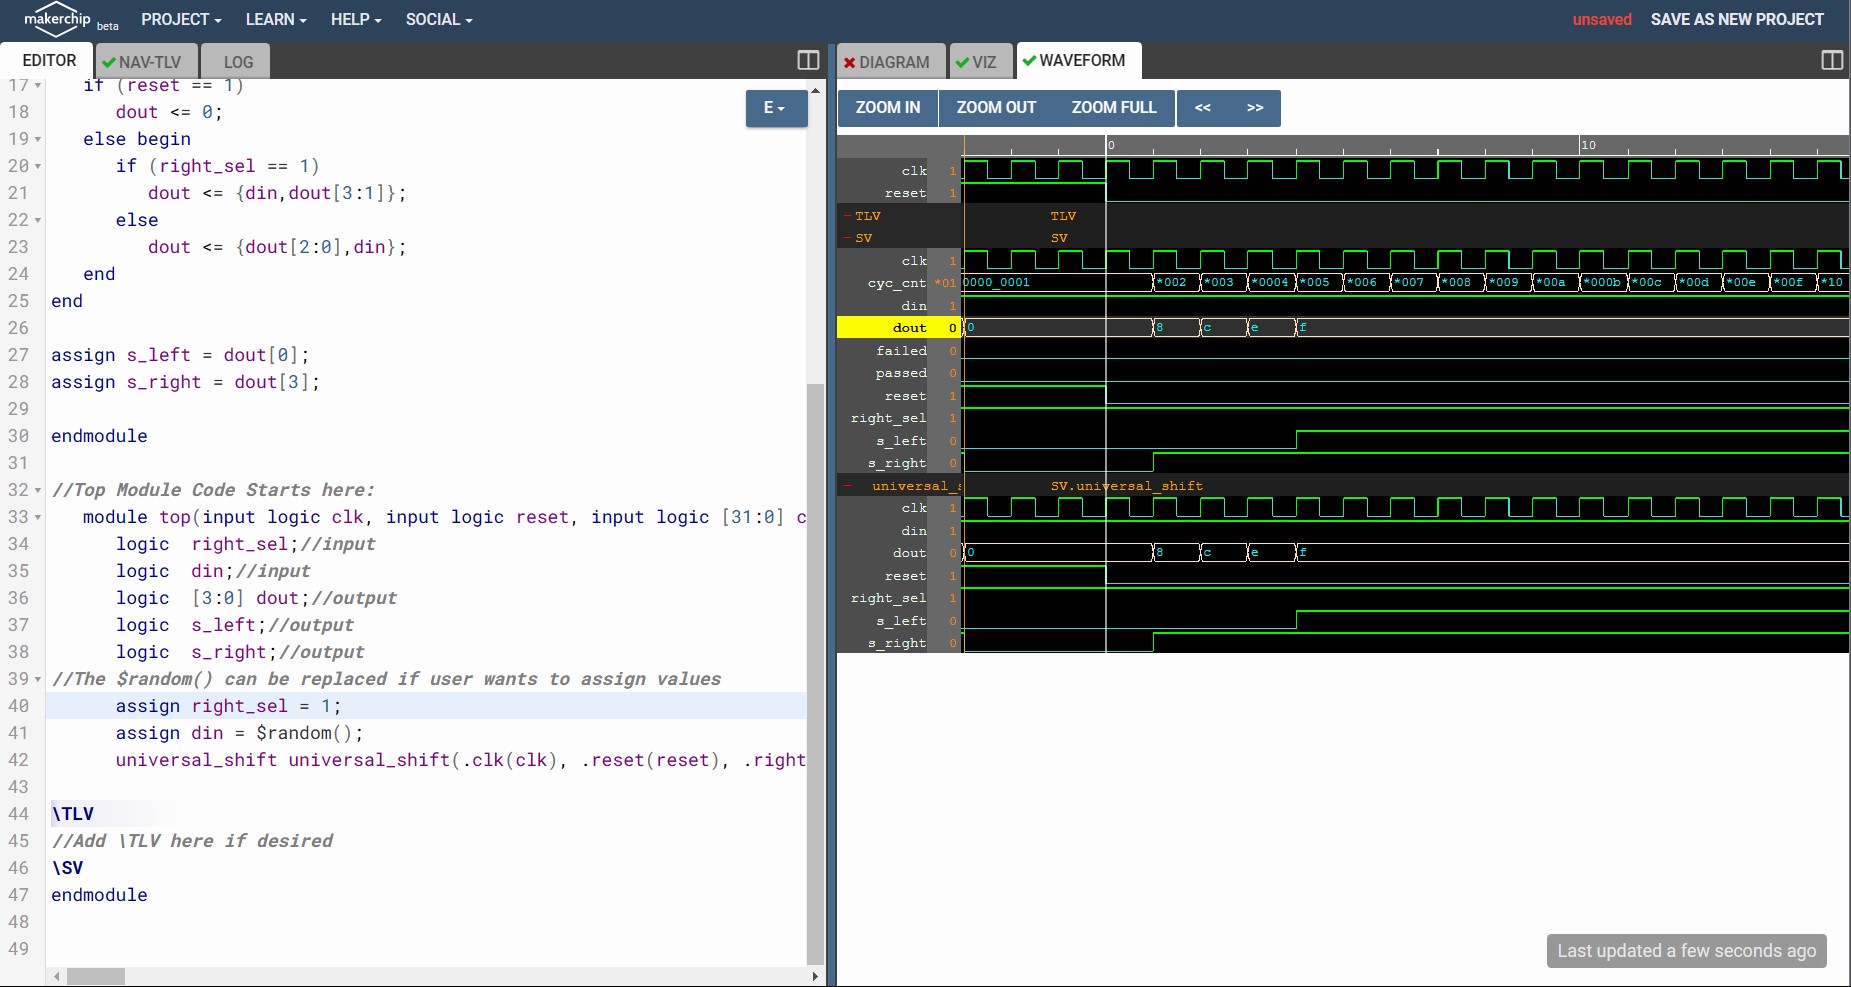 makerchip beta PROJECT LEARN HELP SOCIAL unsaved SAVE AS NEW PROJECT
EDITOR NAV-TLV LOG
17 if (reset == 1)
18 dout <= 0;
19 else begin
20 if (right_sel == 1)
21 dout <= {din,dout[3:1]};
22 else
23 dout <= {dout[2:0],din};
24 end
25 end
26
27 assign s_left = dout[0];
28 assign s_right = dout[3];
29
30 endmodule
31
32 //Top Module Code Starts here:
33 module top(input logic clk, input logic reset, input logic [31:0] c
34 logic right_sel;//input
35 logic din;//input
36 logic [3:0] dout;//output
37 logic s_left;//output
38 logic s_right;//output
39 //The $random() can be replaced if user wants to assign values
40 assign right_sel = 1;
41 assign din = $random();
42 universal_shift universal_shift(.clk(clk), .reset(reset), .right
43
44 \TLV
45 //Add \TLV here if desired
46 \SV
47 endmodule
48
49
E
DIAGRAM VIZ WAVEFORM
ZOOM IN ZOOM OUT ZOOM FULL << >>
0 10
clk 1
reset 1
TLV TLV
SV SV
clk 1
cyc_cnt *01 0000_0001 *002 *003 *0004 *005 *006 *007 *008 *009 *00a *000b *00c *00d *00e *00f *10
din 1
dout 0 0 8 c e f
failed 0
passed 0
reset 1
right_sel 1
s_left 0
s_right 0
universal_s SV.universal_shift
clk 1
din 1
dout 0 0 8 c e f
reset 1
right_sel 1
s_left 0
s_right 0
Last updated a few seconds ago